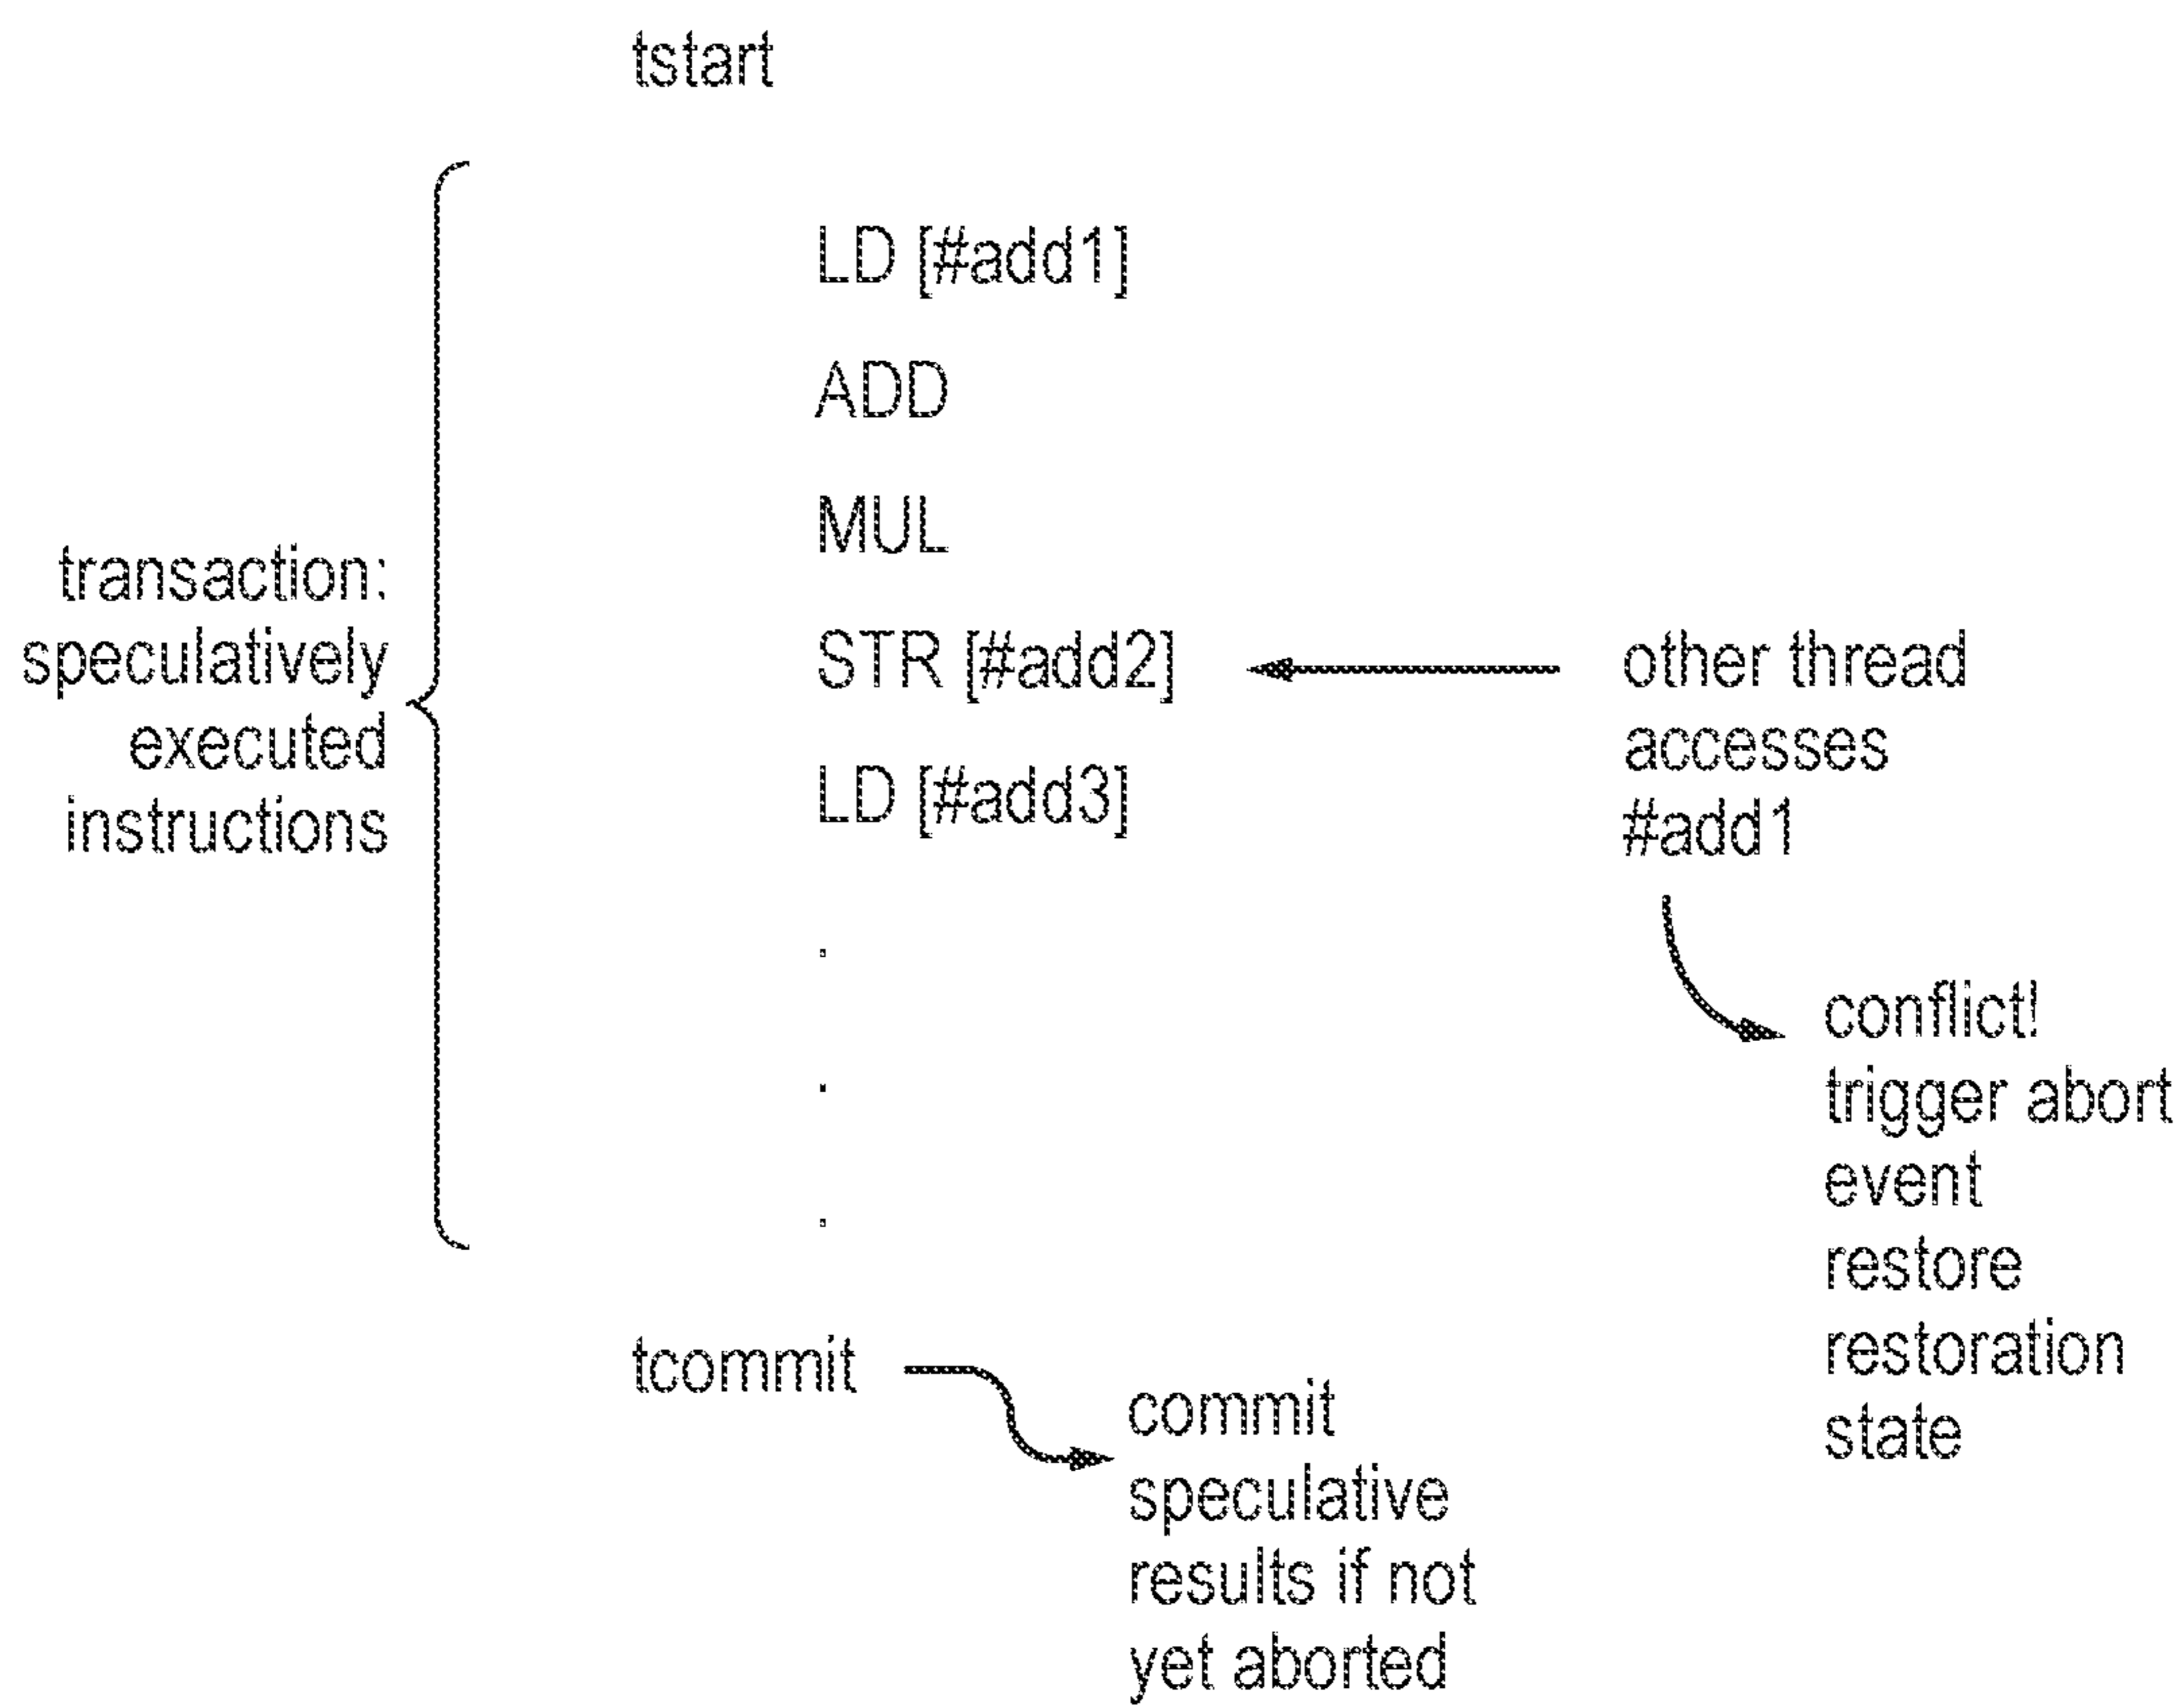 tstart
LD [#add1]
ADD
MUL
STR [#add2]
LD [#add3]
.
.
.
tcommit
transaction:
speculatively
executed
instructions
other thread
accesses
#add1
conflict!
trigger abort
event
restore
restoration
state
commit
speculative
results if not
yet aborted